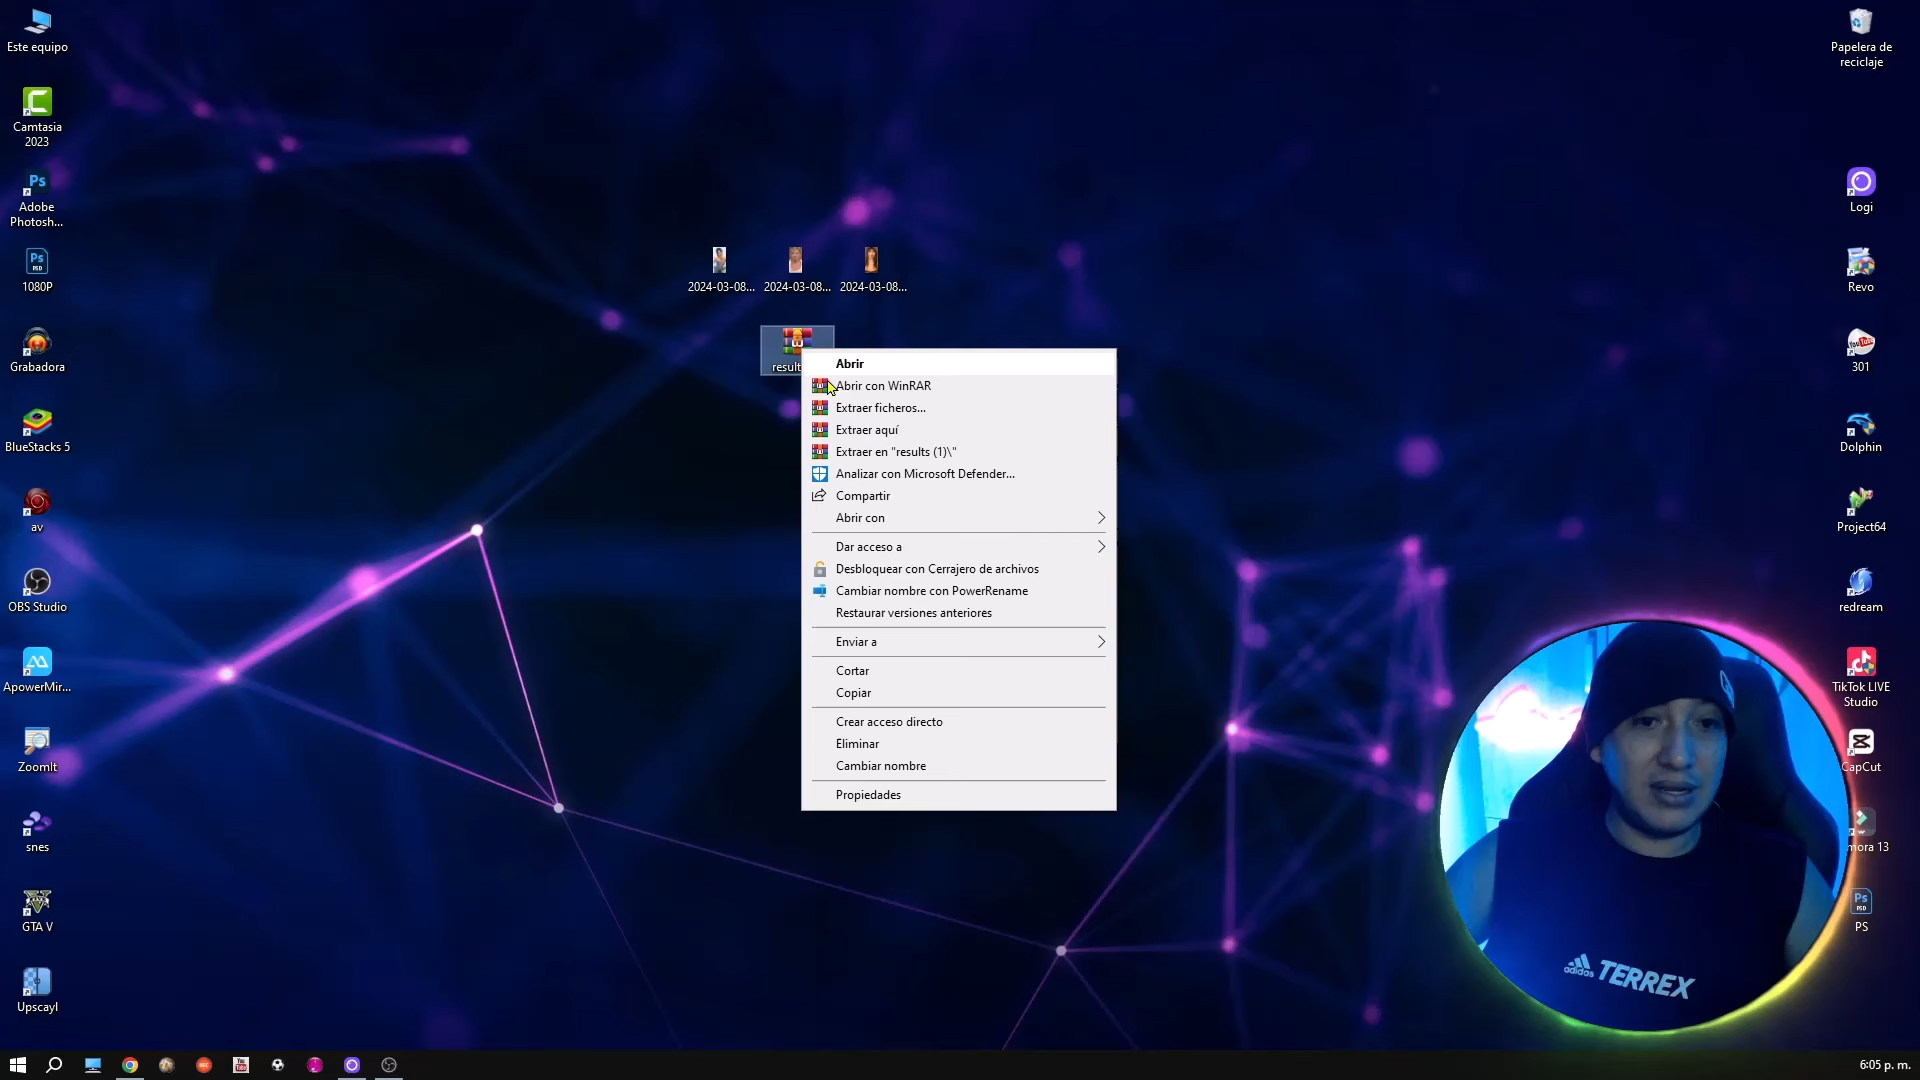 Este equipo
Camtasia
2023
Adobe
Photosh...
1080P
Grabadora
BlueStacks 5
av
OBS Studio
ApowerMir...
ZoomIt
snes
GTA V
Upscayl
2024-03-08...
2024-03-08...
2024-03-08...
result
Abrir
Abrir con WinRAR
Extraer ficheros...
Extraer aquí
Extraer en "results (1)\"
Analizar con Microsoft Defender...
Compartir
Abrir con
Dar acceso a
Desbloquear con Cerrajero de archivos
Cambiar nombre con PowerRename
Restaurar versiones anteriores
Enviar a
Cortar
Copiar
Crear acceso directo
Eliminar
Cambiar nombre
Propiedades
Papelera de
reciclaje
Logi
Revo
301
Dolphin
Project64
redream
TikTok LIVE
Studio
CapCut
mora 13
PS
adidas TERREX
6:05 p. m.